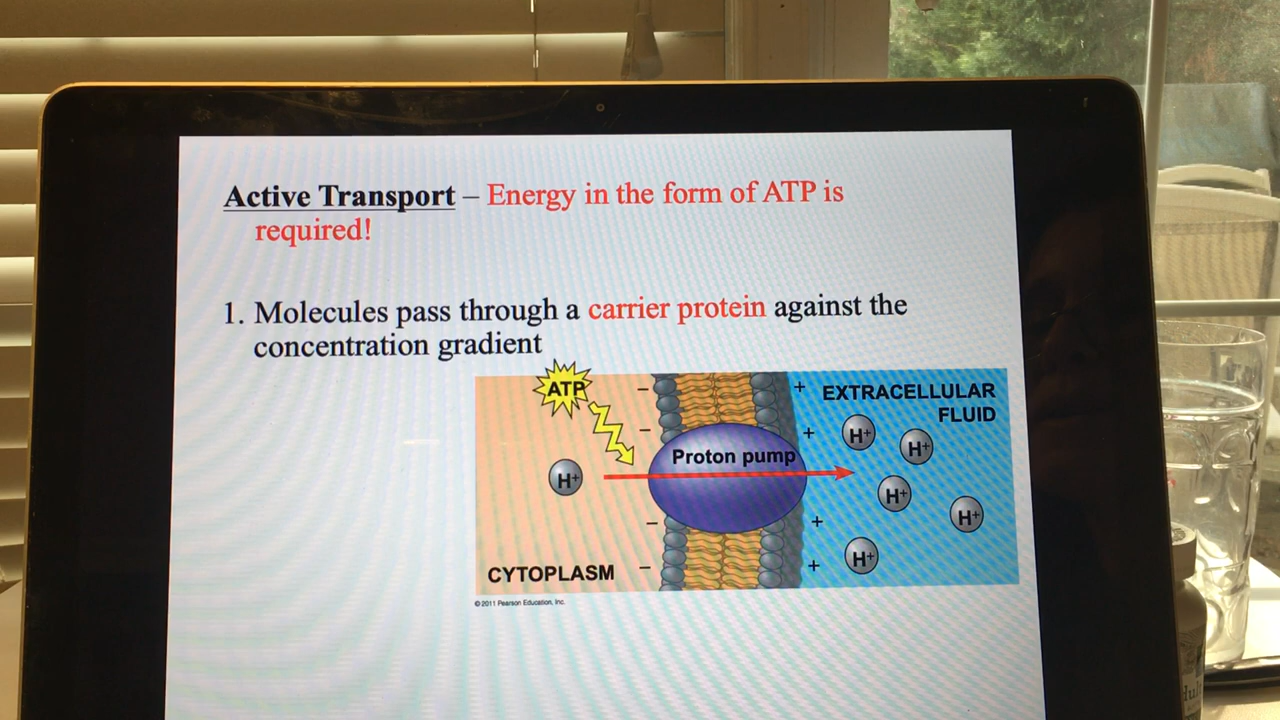 Active Transport – Energy in the form of ATP is
required!
1. Molecules pass through a carrier protein against the
concentration gradient
ATP
EXTRACELLULAR
FLUID
H+
H+
Proton pump
H+
H+
H+
H+
CYTOPLASM
© 2011 Pearson Education, Inc.